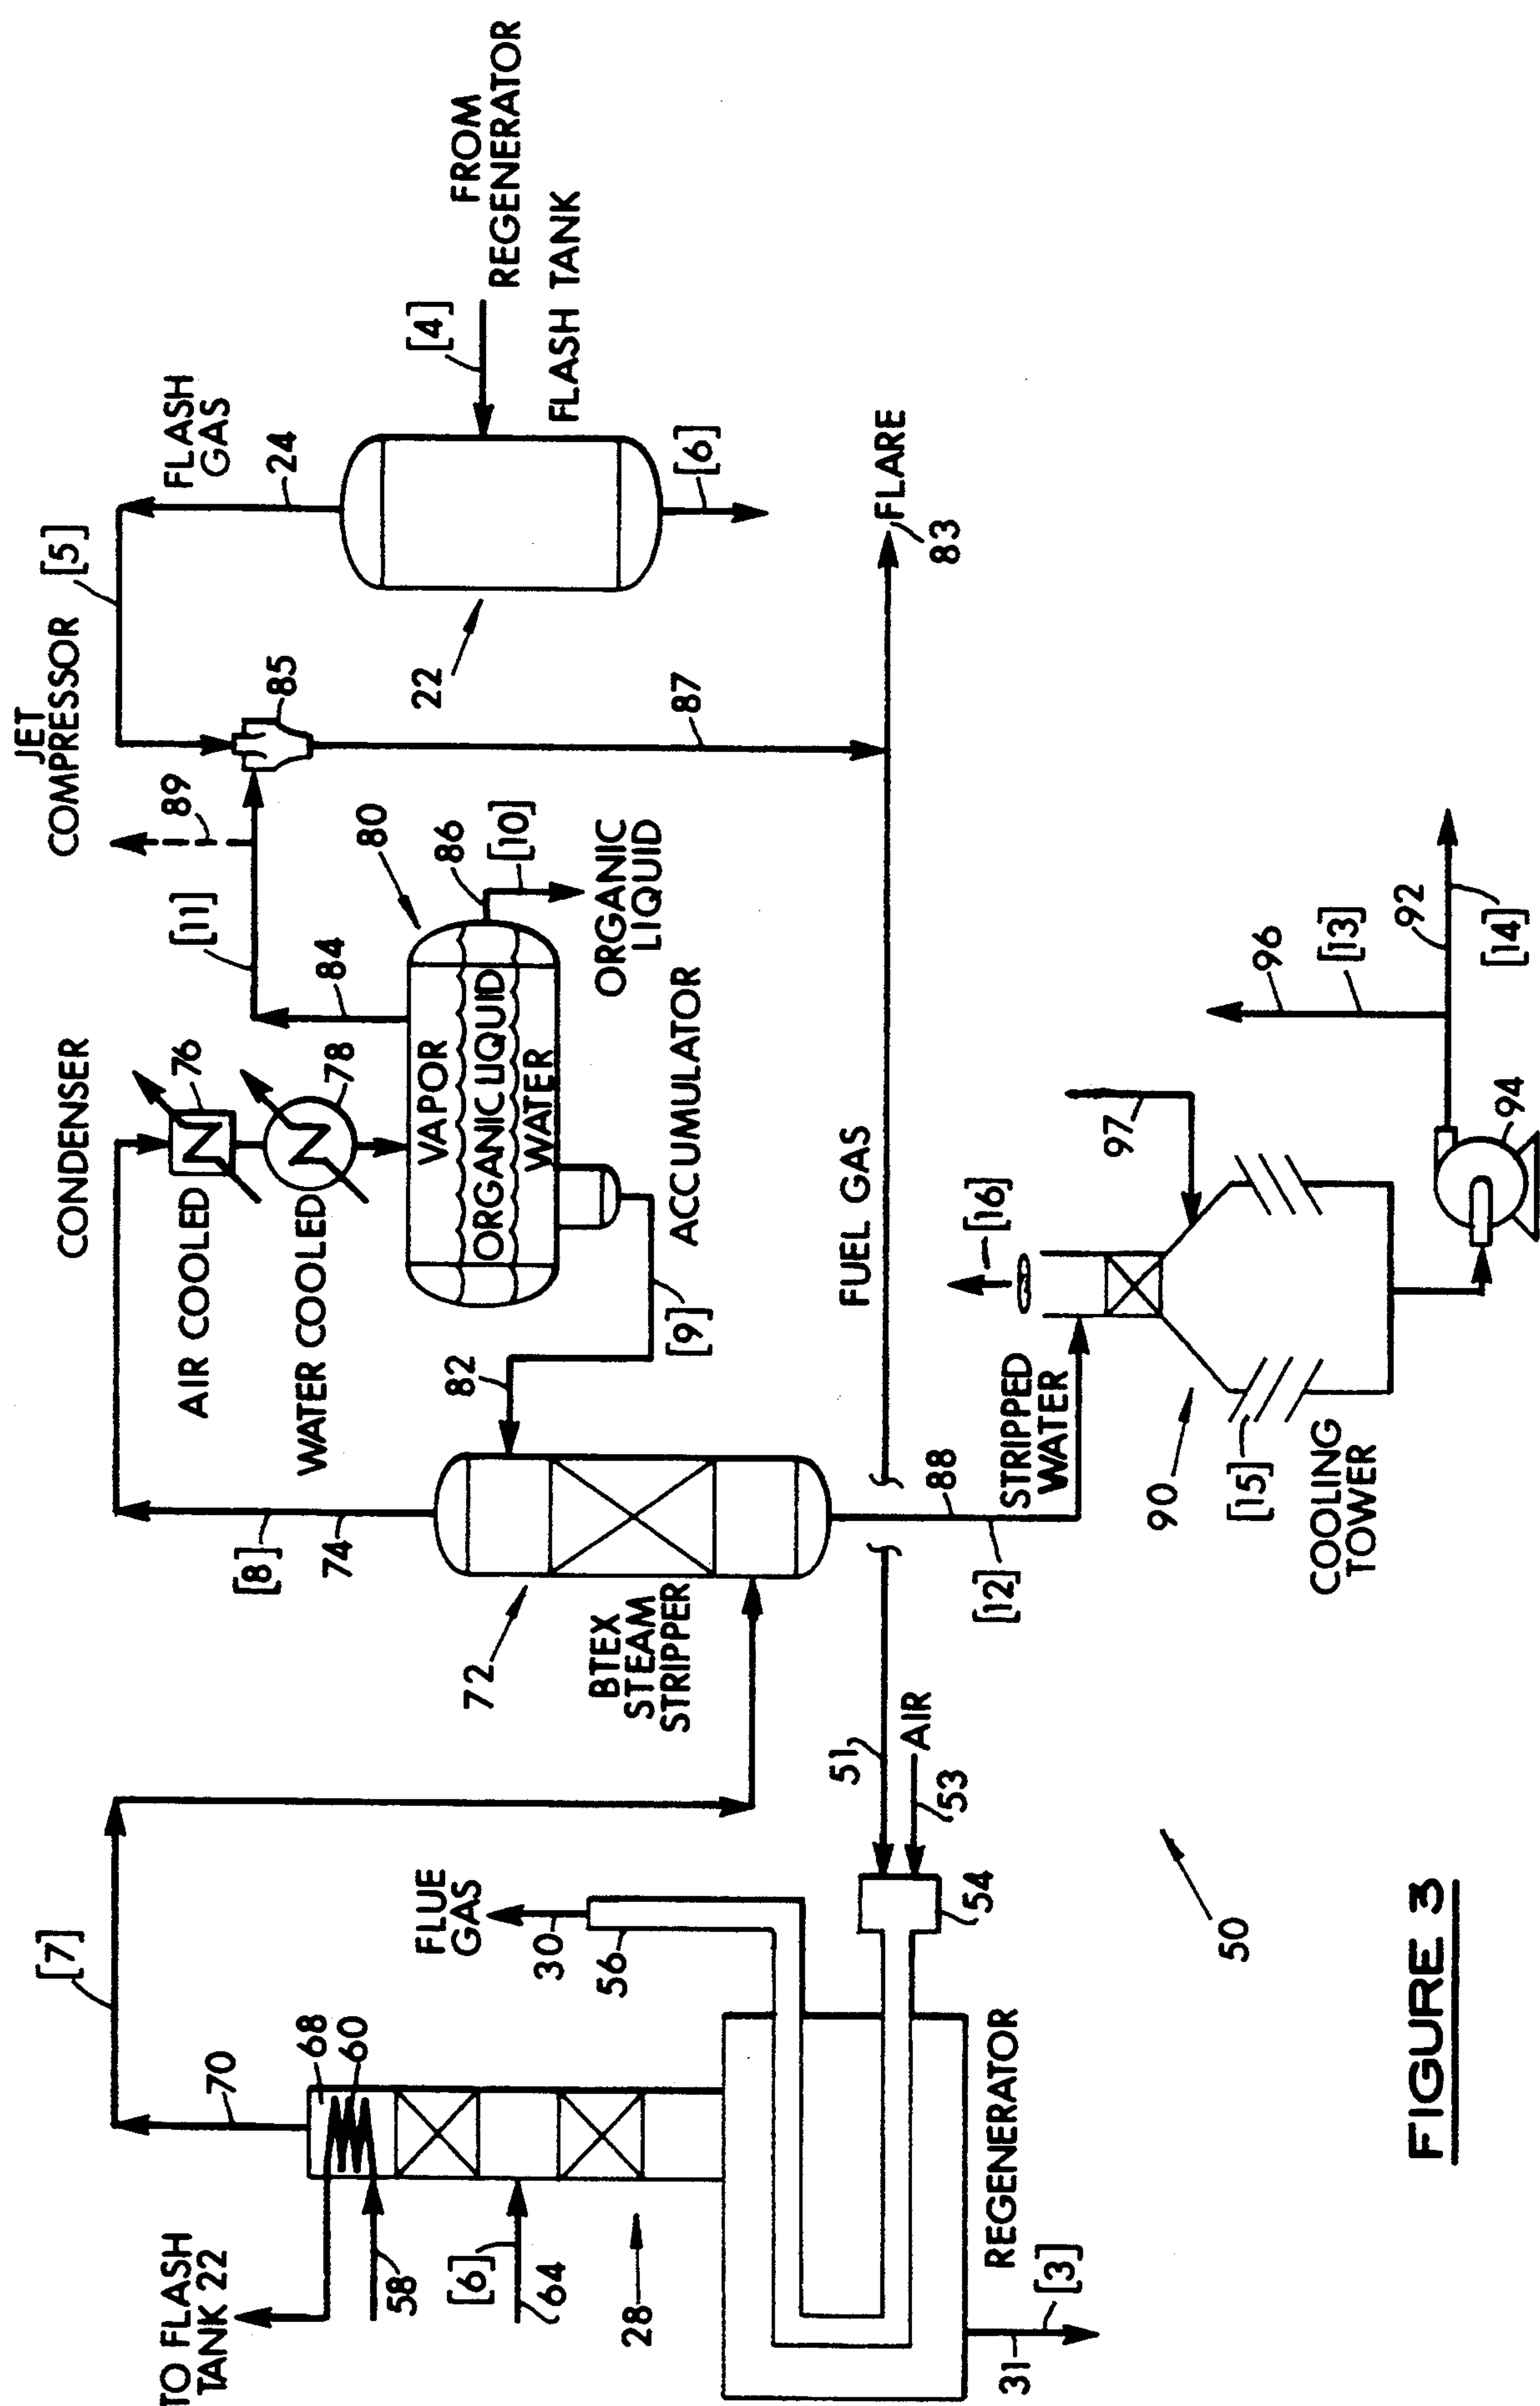 TO FLASH
TANK 22
58
[6]
64
28
31
[3]
REGENERATOR
68
60
70
[7]
FLUE
GAS
30
56
54
51
AIR
53
50
72
BTEX
STEAM
STRIPPER
[8]
74
82
[9]
88
[12]
STRIPPED
WATER
FUEL GAS
CONDENSER
AIR COOLED
76
WATER COOLED
78
VAPOR
ORGANIC LIQUID
WATER
ACCUMULATOR
80
84
[11]
89
86
[10]
ORGANIC
LIQUID
JET
COMPRESSOR
85
87
[5]
FLASH
GAS
24
22
[4]
FROM
REGENERATOR
FLASH TANK
[6]
FLARE
83
90
[15]
COOLING
TOWER
[16]
97
94
96
[13]
92
[14]
FIGURE 3